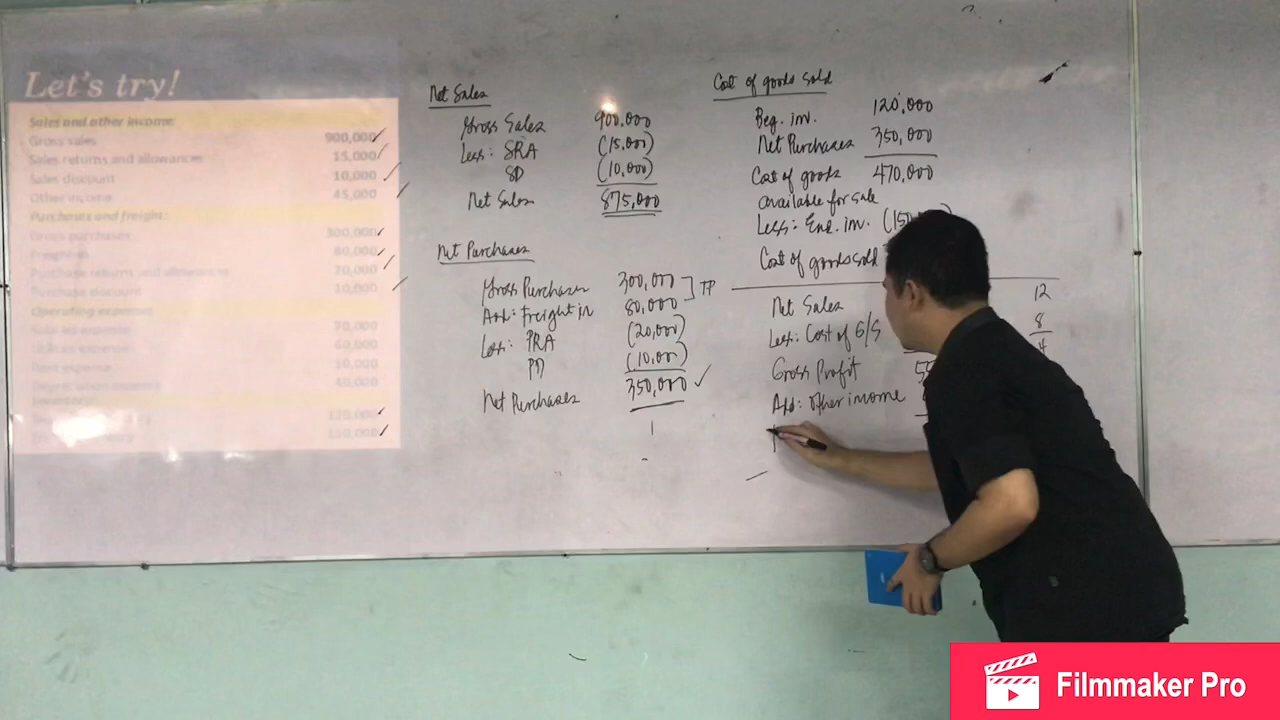 Let's try!
Sales and other income:
Gross sales 900,000
Sales returns and allowances 15,000
Sales discount 10,000
Other income 45,000
Purchases and freight:
Gross purchases 300,000
Freight-in 80,000
Purchase returns and allowances 20,000
Purchase discount 10,000
Operating expenses
70,000
60,000
40,000
120,000
150,000
Net Sales
Gross Sales 900,000
Less: SRA (15,000)
SD (10,000)
Net Sales 875,000
Net Purchases
Gross Purchases 300,000
Add: Freight in 80,000
TP
Less: PRA (20,000)
PD (10,000)
Net Purchases 350,000
Cost of goods sold
Beg. inv. 120,000
Net Purchases 350,000
Cost of goods 470,000
available for sale
Less: End. inv. (150
Cost of goods sold
Net Sales
Less: Cost of G/S
Gross Profit
Add: Other income
12
8
4
Filmmaker Pro